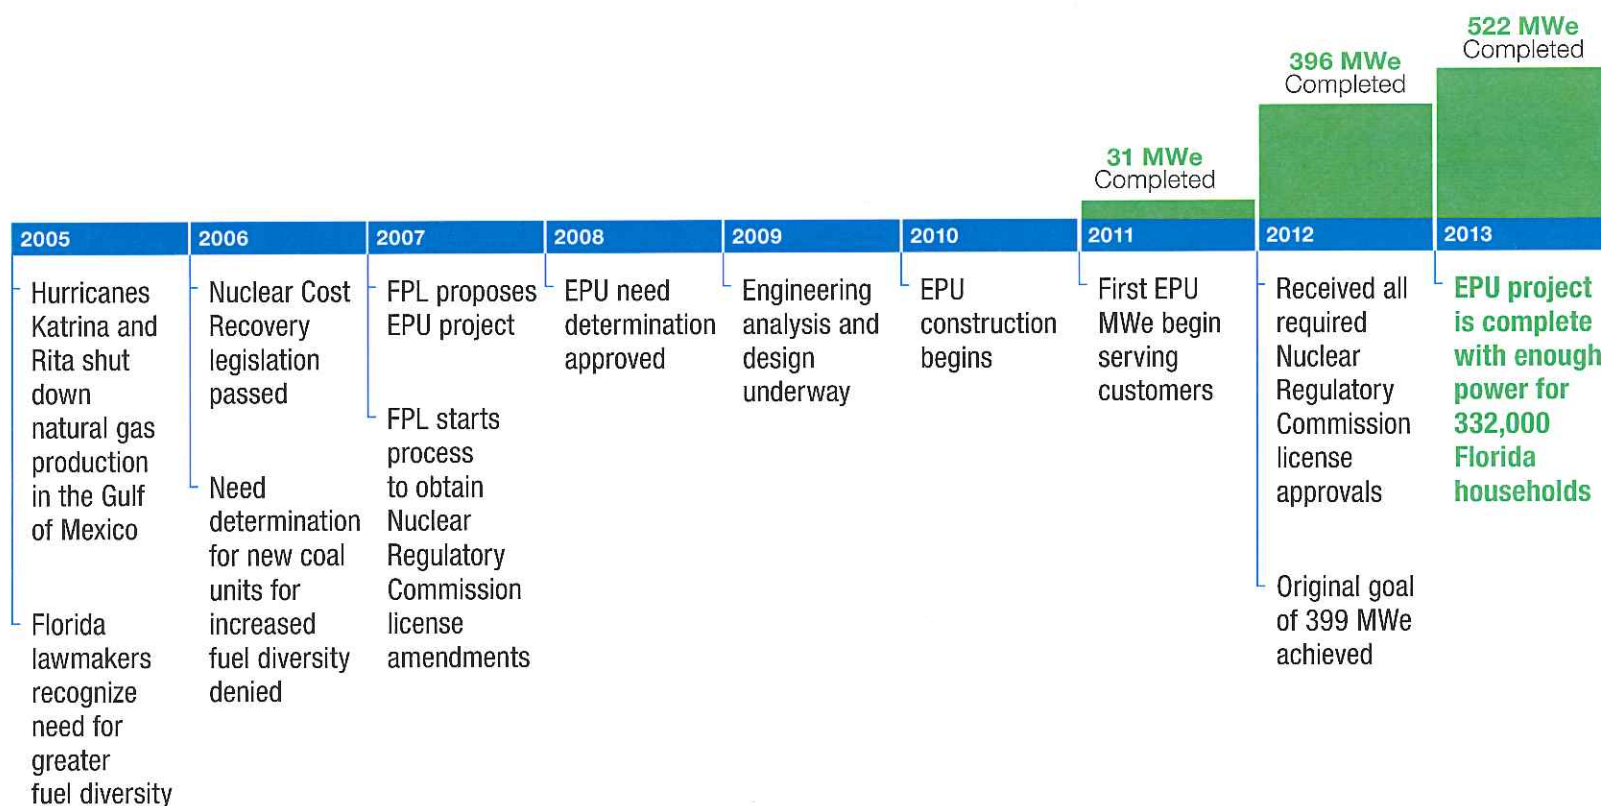 522 MWe
Completed
396 MWe
Completed
31 MWe
Completed
2005
2006
2007
2008
2009
2010
2011
2012
2013
Hurricanes
Katrina and
Rita shut
down
natural gas
production
in the Gulf
of Mexico
Florida
lawmakers
recognize
need for
greater
fuel diversity
Nuclear Cost
Recovery
legislation
passed
Need
determination
for new coal
units for
increased
fuel diversity
denied
FPL proposes
EPU project
FPL starts
process
to obtain
Nuclear
Regulatory
Commission
license
amendments
EPU need
determination
approved
Engineering
analysis and
design
underway
EPU
construction
begins
First EPU
MWe begin
serving
customers
Received all
required
Nuclear
Regulatory
Commission
license
approvals
Original goal
of 399 MWe
achieved
EPU project
is complete
with enough
power for
332,000
Florida
households